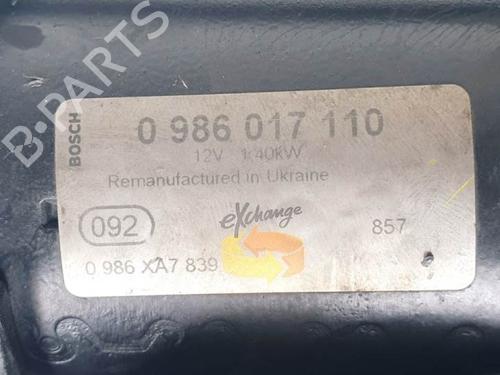 B-PARTS
BOSCH
0 986 017 110
12V 1.40kW
Remanufactured in Ukraine
092
eXchange
857
0 986 XA7 839